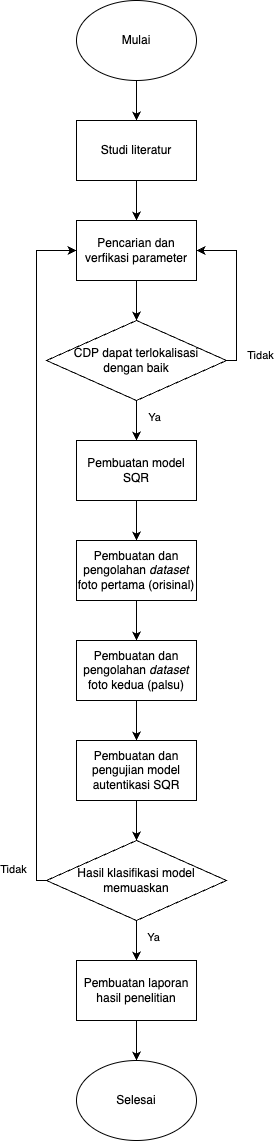 Mulai
Studi literatur
Pencarian dan
verfikasi parameter
CDP dapat terlokalisasi
dengan baik
Tidak
Ya
Pembuatan model
SQR
Pembuatan dan
pengolahan dataset
foto pertama (orisinal)
Pembuatan dan
pengolahan dataset
foto kedua (palsu)
Pembuatan dan
pengujian model
autentikasi SQR
Tidak
Hasil klasifikasi model
memuaskan
Ya
Pembuatan laporan
hasil penelitian
Selesai